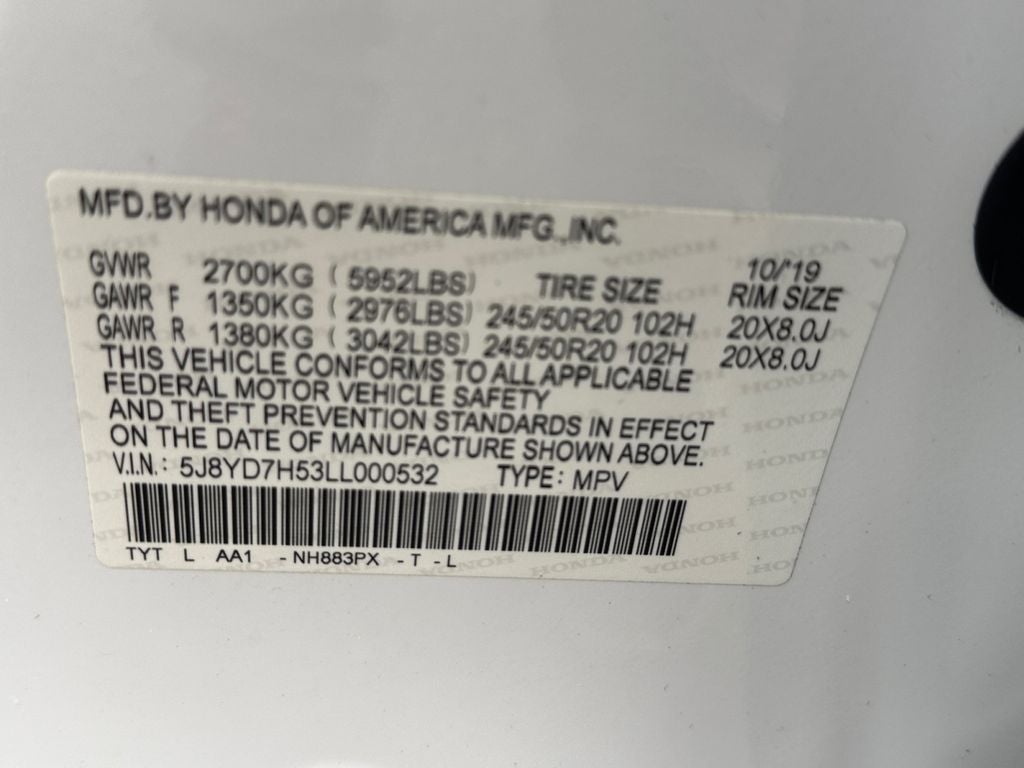 MFD.BY HONDA OF AMERICA MFG.,INC.
10/'19
GVWR 2700KG ( 5952LBS) TIRE SIZE RIM SIZE
GAWR F 1350KG ( 2976LBS) 245/50R20 102H 20X8.0J
GAWR R 1380KG ( 3042LBS) 245/50R20 102H 20X8.0J
THIS VEHICLE CONFORMS TO ALL APPLICABLE
FEDERAL MOTOR VEHICLE SAFETY
AND THEFT PREVENTION STANDARDS IN EFFECT
ON THE DATE OF MANUFACTURE SHOWN ABOVE.
V.I.N.: 5J8YD7H53LL000532 TYPE: MPV
TYT L AA1 - NH883PX - T - L